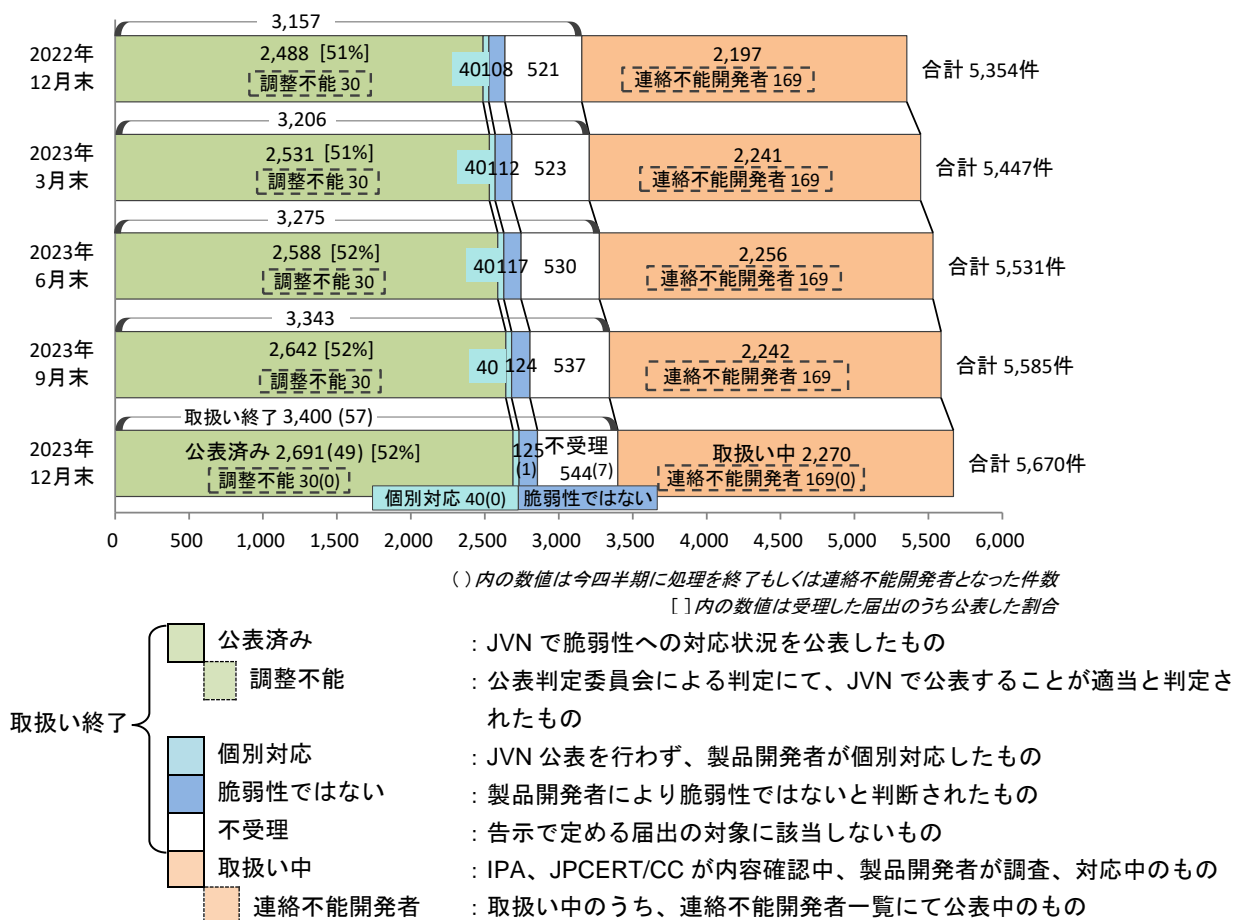 3,157
2022年
12月末
2,488 [51%]
調整不能 30
40
108
521
2,197
連絡不能開発者 169
合計 5,354件
3,206
2023年
3月末
2,531 [51%]
調整不能 30
40
112
523
2,241
連絡不能開発者 169
合計 5,447件
3,275
2023年
6月末
2,588 [52%]
調整不能 30
40
117
530
2,256
連絡不能開発者 169
合計 5,531件
3,343
2023年
9月末
2,642 [52%]
調整不能 30
40
124
537
2,242
連絡不能開発者 169
合計 5,585件
取扱い終了 3,400 (57)
2023年
12月末
公表済み 2,691(49) [52%]
調整不能 30(0)
個別対応 40(0)
125
(1)
脆弱性ではない
不受理
544(7)
取扱い中 2,270
連絡不能開発者 169(0)
合計 5,670件
0 500 1,000 1,500 2,000 2,500 3,000 3,500 4,000 4,500 5,000 5,500 6,000
( ) 内の数値は今四半期に処理を終了もしくは連絡不能開発者となった件数
[ ] 内の数値は受理した届出のうち公表した割合
取扱い終了
公表済み : JVN で脆弱性への対応状況を公表したもの
調整不能 : 公表判定委員会による判定にて、JVN で公表することが適当と判定さ
れたもの
個別対応 : JVN 公表を行わず、製品開発者が個別対応したもの
脆弱性ではない : 製品開発者により脆弱性ではないと判断されたもの
不受理 : 告示で定める届出の対象に該当しないもの
取扱い中 : IPA、JPCERT/CC が内容確認中、製品開発者が調査、対応中のもの
連絡不能開発者 : 取扱い中のうち、連絡不能開発者一覧にて公表中のもの